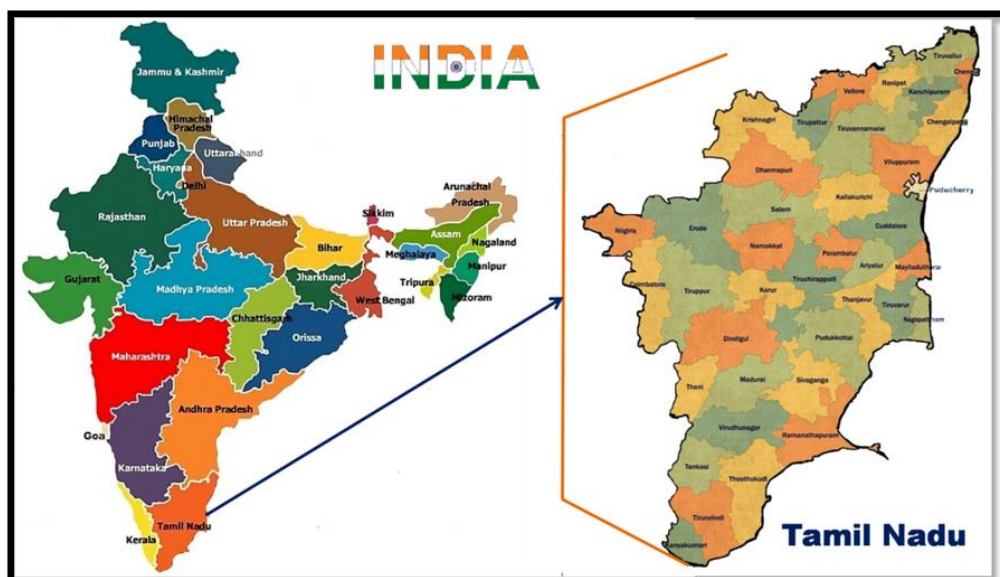 INDIA
Jammu & Kashmir
Himachal
Pradesh
Punjab
Uttarakhand
Haryana
Delhi
Rajasthan
Uttar Pradesh
Bihar
Sikkim
Arunachal
Pradesh
Assam
Nagaland
Meghalaya
Manipur
Tripura
Mizoram
West Bengal
Jharkhand
Gujarat
Madhya Pradesh
Chhattisgarh
Orissa
Maharashtra
Andhra Pradesh
Goa
Karnataka
Tamil Nadu
Kerala
Tiruvallur
Chennai
Ranipet
Vellore
Kanchipuram
Chengalpet
Krishnagiri
Tirupattur
Tiruvannamalai
Viluppuram
Dharmapuri
Puducherry
Kallakurichi
Salem
Cuddalore
Nilgiris
Erode
Namakkal
Perambalur
Ariyalur
Mayiladuthurai
Coimbatore
Tiruppur
Karur
Tiruchirappalli
Thanjavur
Tiruvarur
Nagapattinam
Dindigul
Pudukkottai
Theni
Madurai
Sivaganga
Virudhunagar
Ramanathapuram
Tenkasi
Thoothukudi
Tirunelveli
Kanyakumari
Tamil Nadu